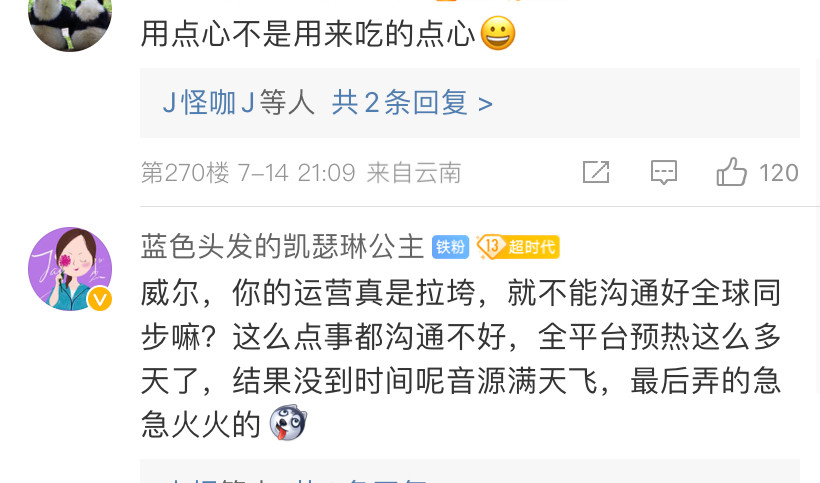 用点心不是用来吃的点心😀
J怪咖J等人 共2条回复 >
第270楼 7-14 21:09 来自云南
120
蓝色头发的凯瑟琳公主 铁粉 13 超时代
威尔，你的运营真是拉垮，就不能沟通好全球同
步嘛？这么点事都沟通不好，全平台预热这么多
天了，结果没到时间呢音源满天飞，最后弄的急
急火火的